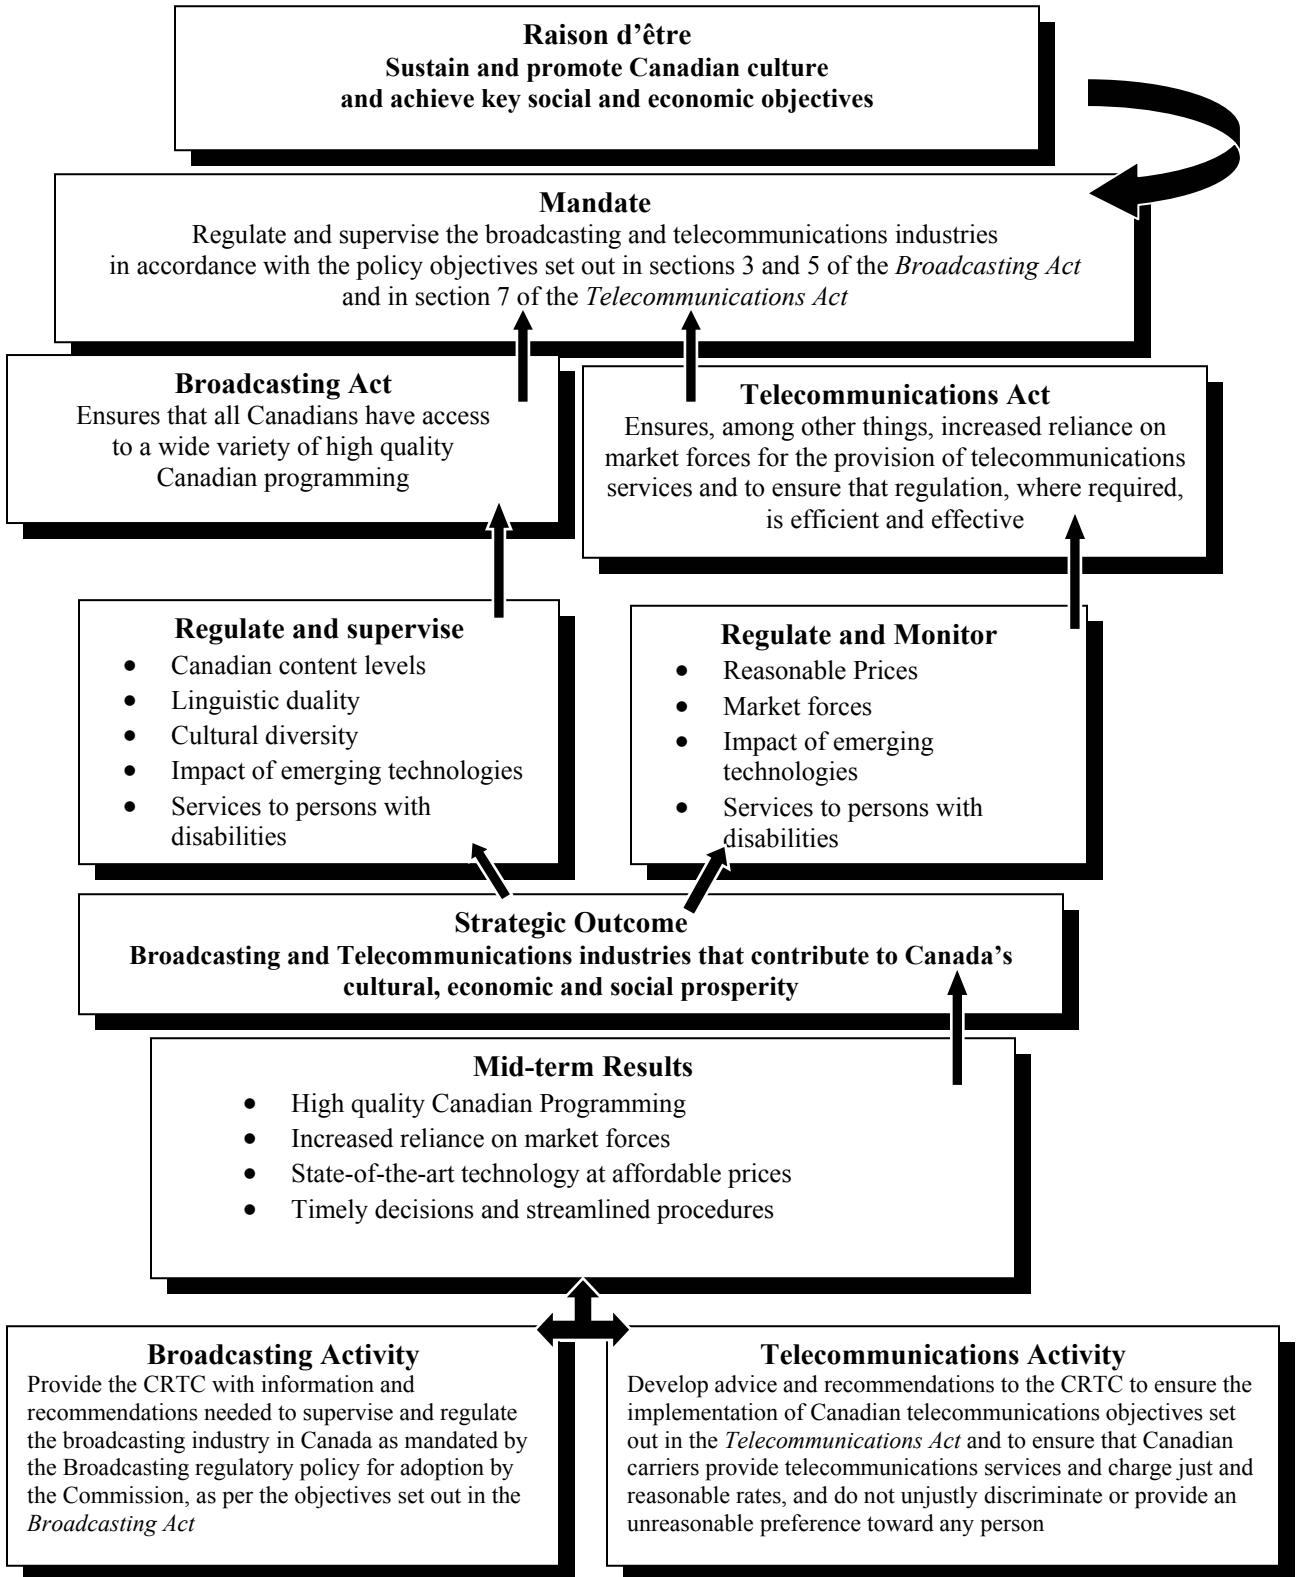 Raison d’être
Sustain and promote Canadian culture
and achieve key social and economic objectives
Mandate
Regulate and supervise the broadcasting and telecommunications industries
in accordance with the policy objectives set out in sections 3 and 5 of the Broadcasting Act
and in section 7 of the Telecommunications Act
Broadcasting Act
Ensures that all Canadians have access
to a wide variety of high quality
Canadian programming
Telecommunications Act
Ensures, among other things, increased reliance on
market forces for the provision of telecommunications
services and to ensure that regulation, where required,
is efficient and effective
Regulate and supervise
• Canadian content levels
• Linguistic duality
• Cultural diversity
• Impact of emerging technologies
• Services to persons with
disabilities
Regulate and Monitor
• Reasonable Prices
• Market forces
• Impact of emerging
technologies
• Services to persons with
disabilities
Strategic Outcome
Broadcasting and Telecommunications industries that contribute to Canada’s
cultural, economic and social prosperity
Mid-term Results
• High quality Canadian Programming
• Increased reliance on market forces
• State-of-the-art technology at affordable prices
• Timely decisions and streamlined procedures
Broadcasting Activity
Provide the CRTC with information and
recommendations needed to supervise and regulate
the broadcasting industry in Canada as mandated by
the Broadcasting regulatory policy for adoption by
the Commission, as per the objectives set out in the
Broadcasting Act
Telecommunications Activity
Develop advice and recommendations to the CRTC to ensure the
implementation of Canadian telecommunications objectives set
out in the Telecommunications Act and to ensure that Canadian
carriers provide telecommunications services and charge just and
reasonable rates, and do not unjustly discriminate or provide an
unreasonable preference toward any person